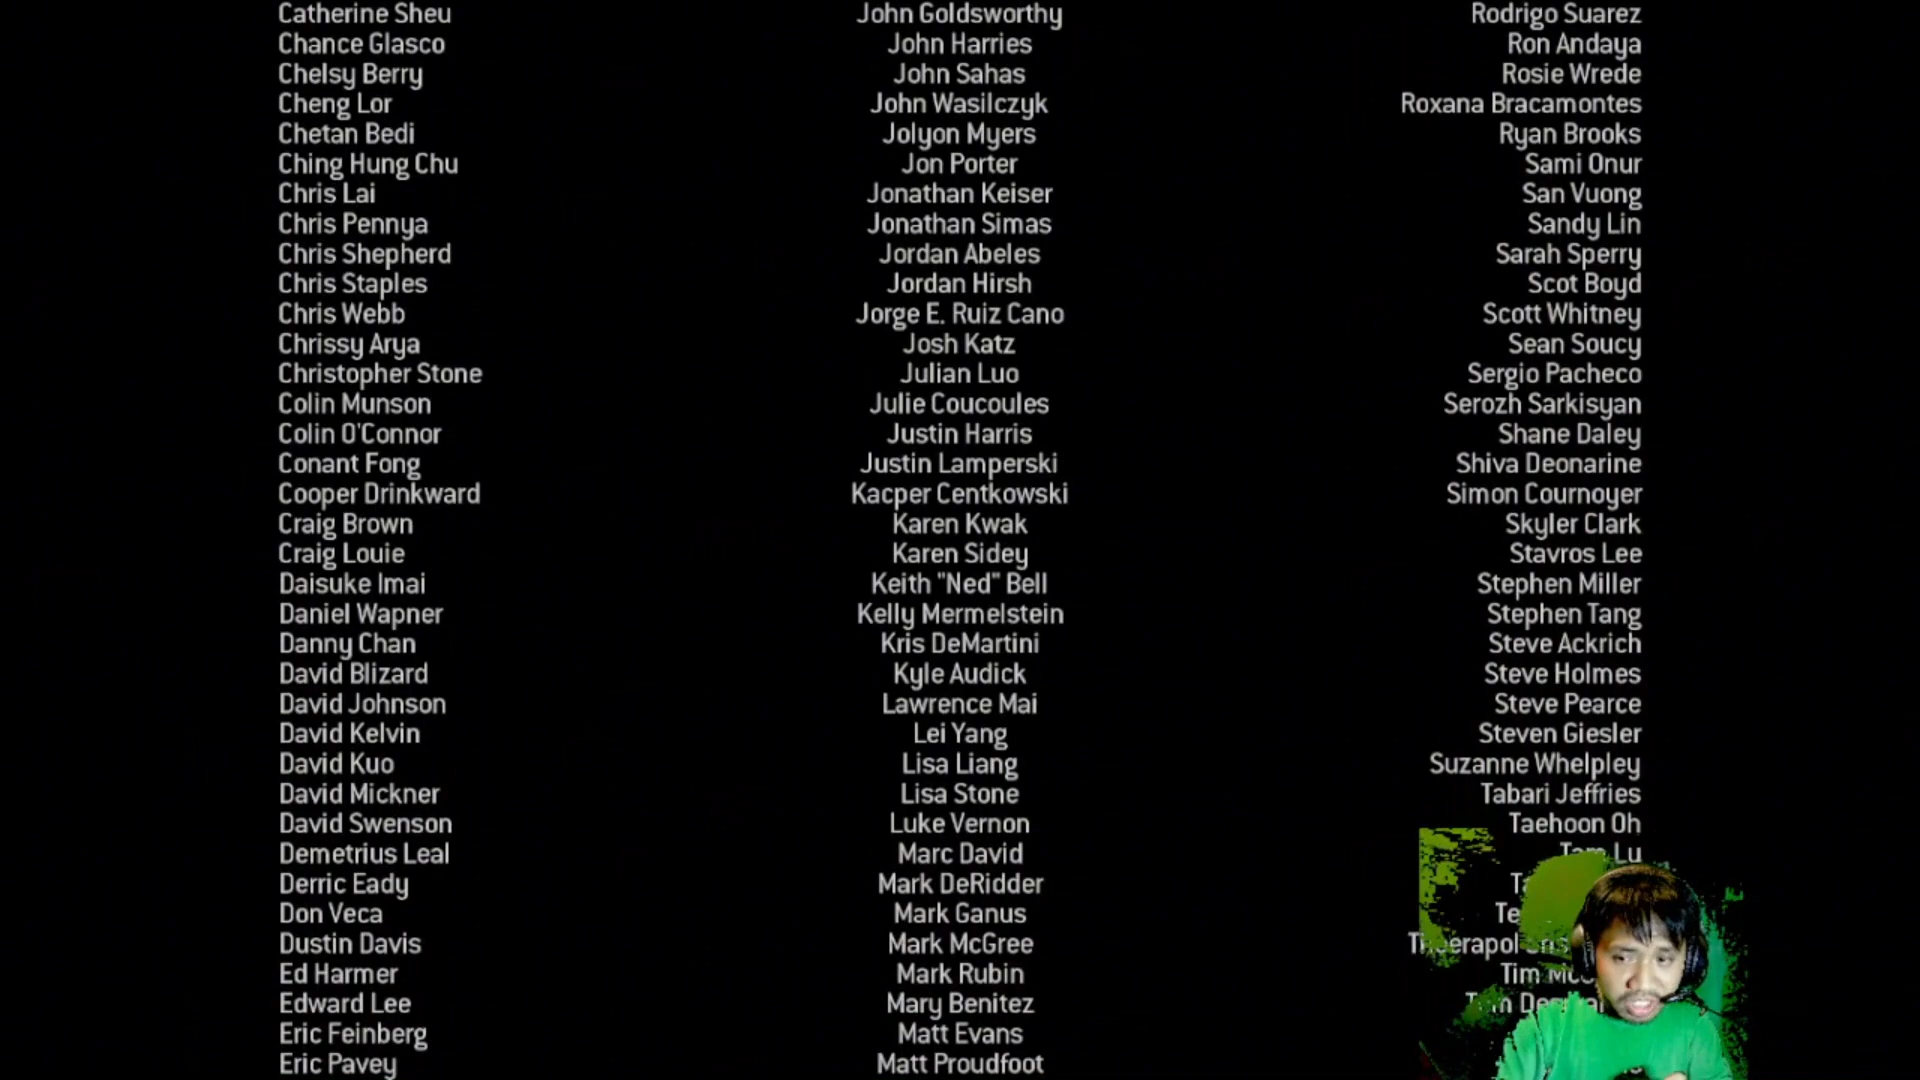 Catherine Sheu
Chance Glasco
Chelsy Berry
Cheng Lor
Chetan Bedi
Ching Hung Chu
Chris Lai
Chris Pennya
Chris Shepherd
Chris Staples
Chris Webb
Chrissy Arya
Christopher Stone
Colin Munson
Colin O'Connor
Conant Fong
Cooper Drinkward
Craig Brown
Craig Louie
Daisuke Imai
Daniel Wapner
Danny Chan
David Blizard
David Johnson
David Kelvin
David Kuo
David Mickner
David Swenson
Demetrius Leal
Derric Eady
Don Veca
Dustin Davis
Ed Harmer
Edward Lee
Eric Feinberg
Eric Pavey
John Goldsworthy
John Harries
John Sahas
John Wasilczyk
Jolyon Myers
Jon Porter
Jonathan Keiser
Jonathan Simas
Jordan Abeles
Jordan Hirsh
Jorge E. Ruiz Cano
Josh Katz
Julian Luo
Julie Coucoules
Justin Harris
Justin Lamperski
Kacper Centkowski
Karen Kwak
Karen Sidey
Keith "Ned" Bell
Kelly Mermelstein
Kris DeMartini
Kyle Audick
Lawrence Mai
Lei Yang
Lisa Liang
Lisa Stone
Luke Vernon
Marc David
Mark DeRidder
Mark Ganus
Mark McGree
Mark Rubin
Mary Benitez
Matt Evans
Matt Proudfoot
Rodrigo Suarez
Ron Andaya
Rosie Wrede
Roxana Bracamontes
Ryan Brooks
Sami Onur
San Vuong
Sandy Lin
Sarah Sperry
Scot Boyd
Scott Whitney
Sean Soucy
Sergio Pacheco
Serozh Sarkisyan
Shane Daley
Shiva Deonarine
Simon Cournoyer
Skyler Clark
Stavros Lee
Stephen Miller
Stephen Tang
Steve Ackrich
Steve Holmes
Steve Pearce
Steven Giesler
Suzanne Whelpley
Tabari Jeffries
Taehoon Oh
Lu
Tim